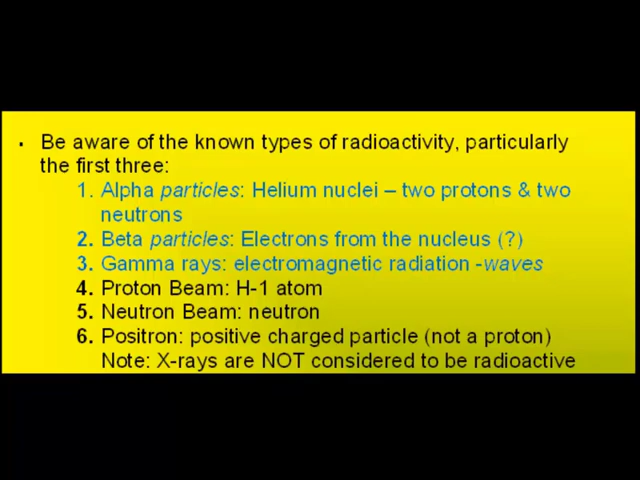 ▪ Be aware of the known types of radioactivity, particularly
the first three:
1. Alpha particles: Helium nuclei – two protons & two
neutrons
2. Beta particles: Electrons from the nucleus (?)
3. Gamma rays: electromagnetic radiation -waves
4. Proton Beam: H-1 atom
5. Neutron Beam: neutron
6. Positron: positive charged particle (not a proton)
Note: X-rays are NOT considered to be radioactive